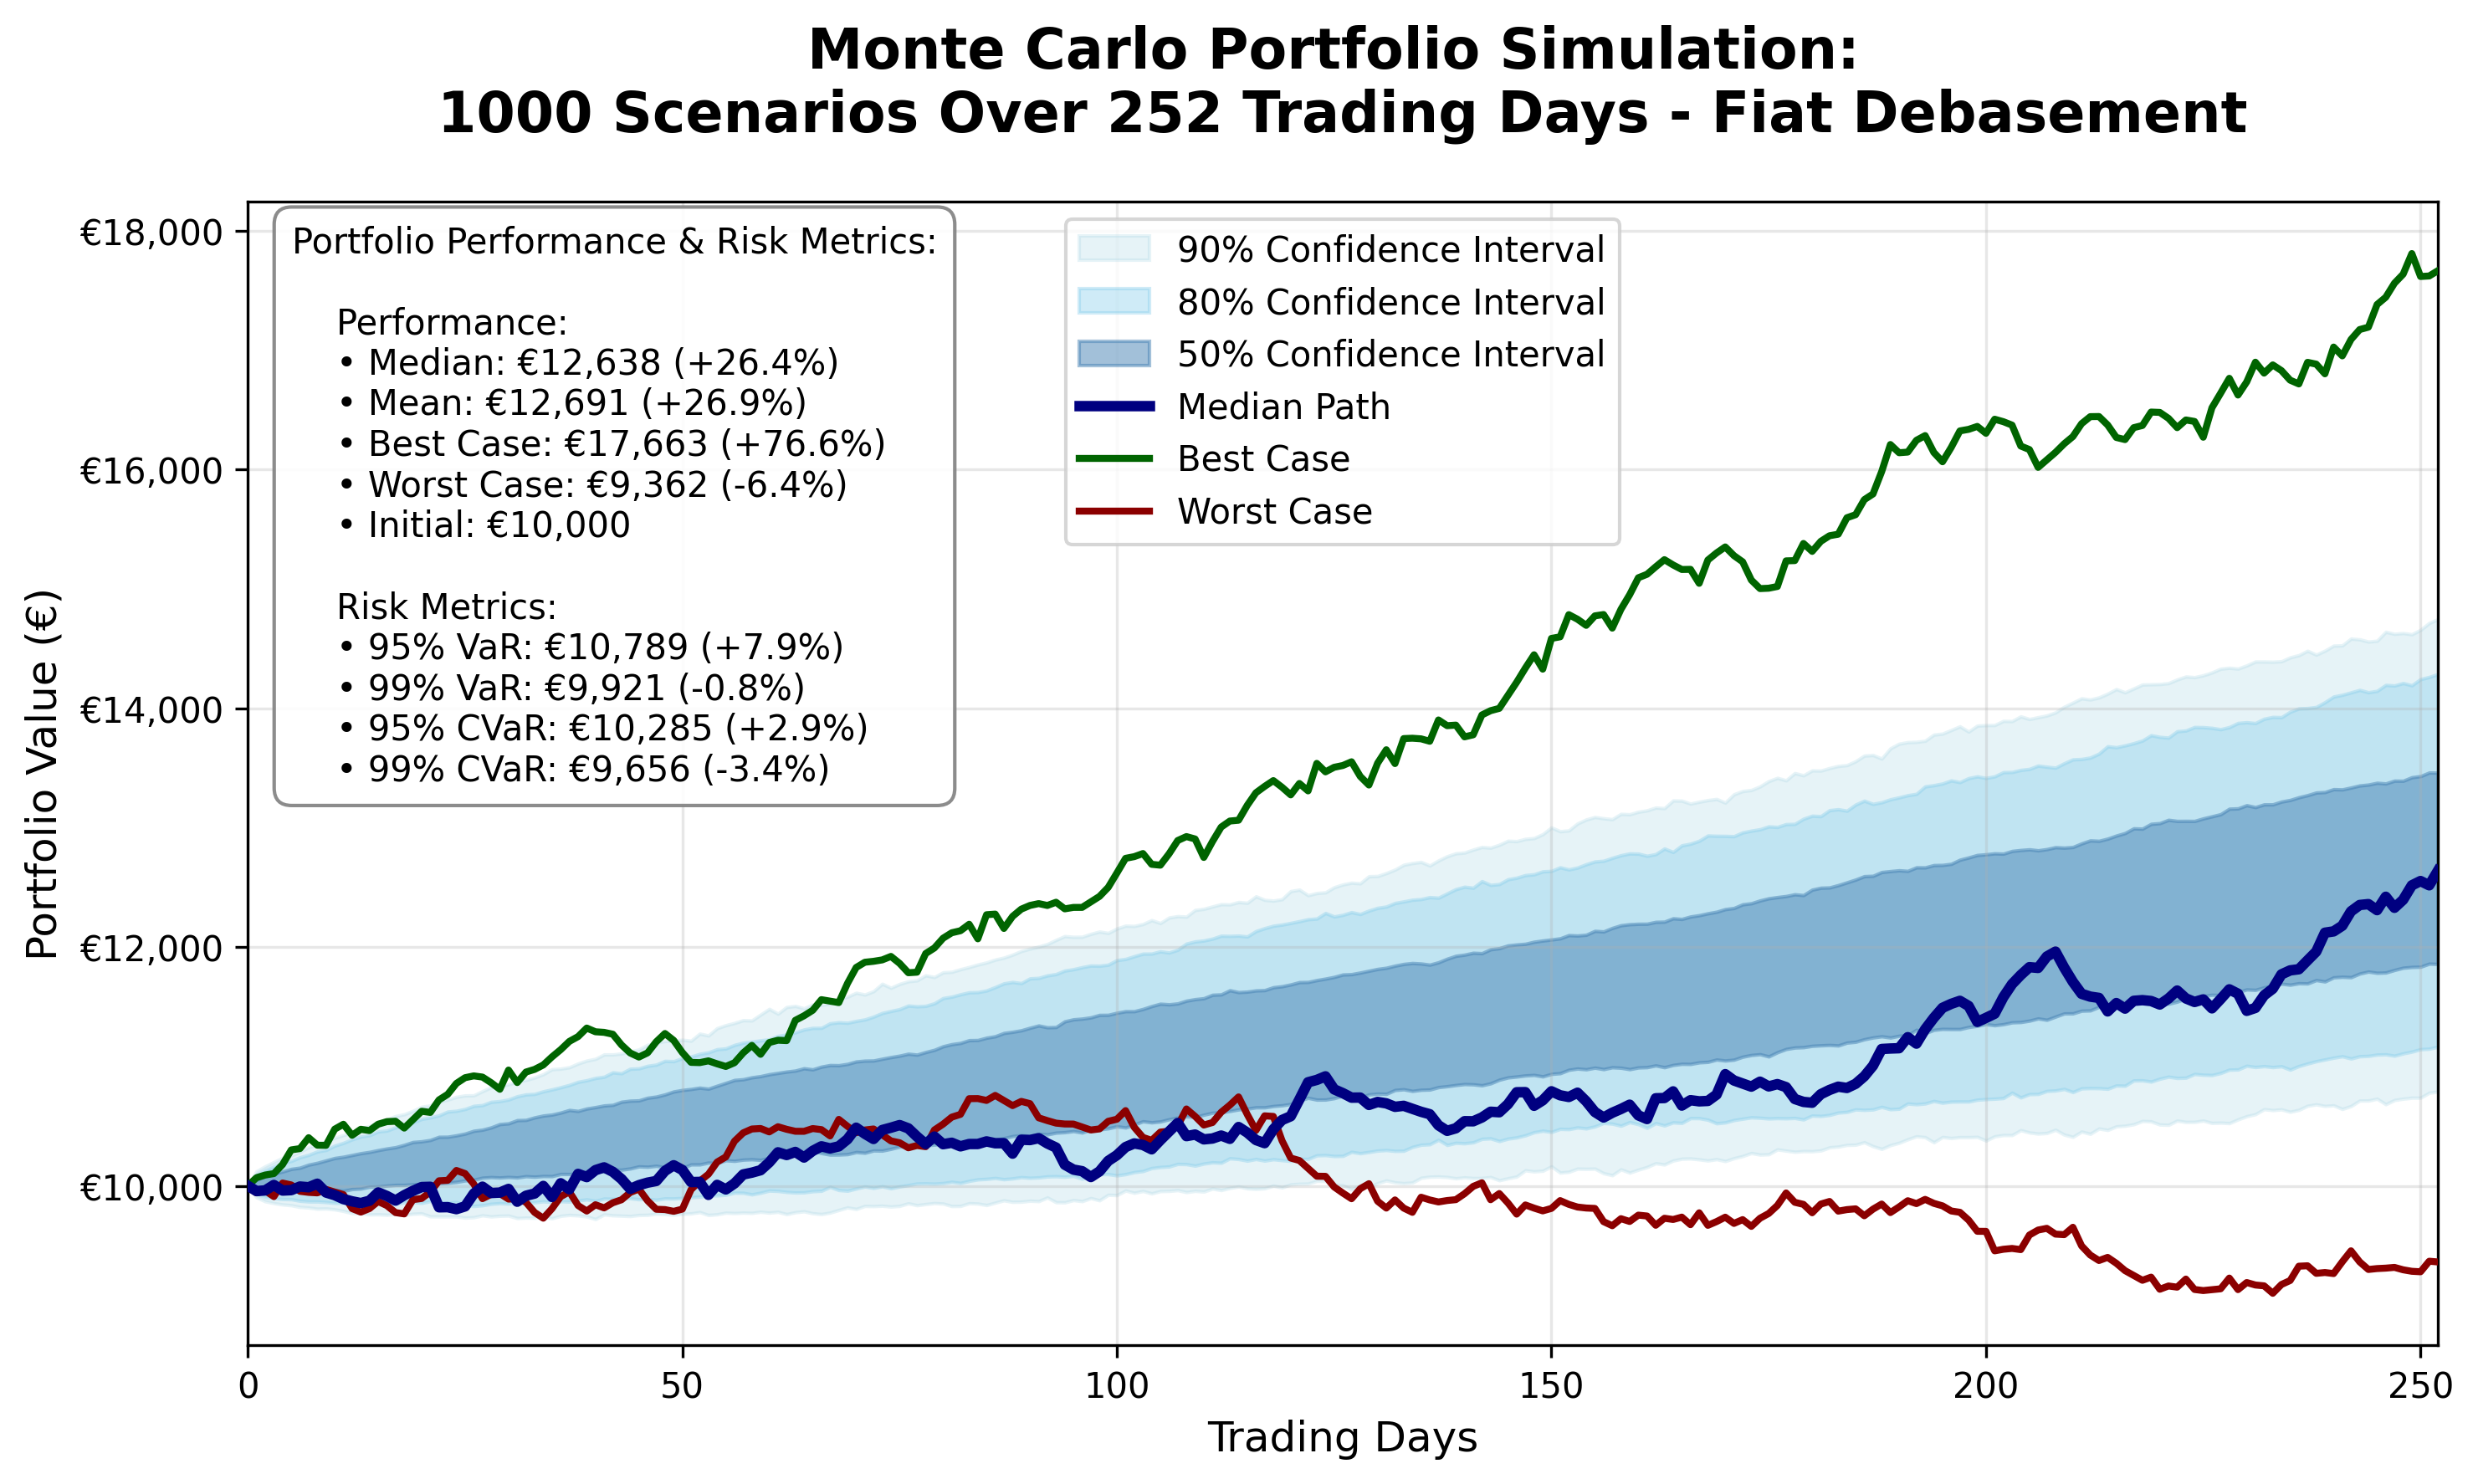 Monte Carlo Portfolio Simulation:
1000 Scenarios Over 252 Trading Days - Fiat Debasement
Portfolio Performance & Risk Metrics:
Performance:
• Median: €12,638 (+26.4%)
• Mean: €12,691 (+26.9%)
• Best Case: €17,663 (+76.6%)
• Worst Case: €9,362 (-6.4%)
• Initial: €10,000
Risk Metrics:
• 95% VaR: €10,789 (+7.9%)
• 99% VaR: €9,921 (-0.8%)
• 95% CVaR: €10,285 (+2.9%)
• 99% CVaR: €9,656 (-3.4%)
90% Confidence Interval
80% Confidence Interval
50% Confidence Interval
Median Path
Best Case
Worst Case
Portfolio Value (€)
€18,000
€16,000
€14,000
€12,000
€10,000
0 50 100 150 200 250
Trading Days